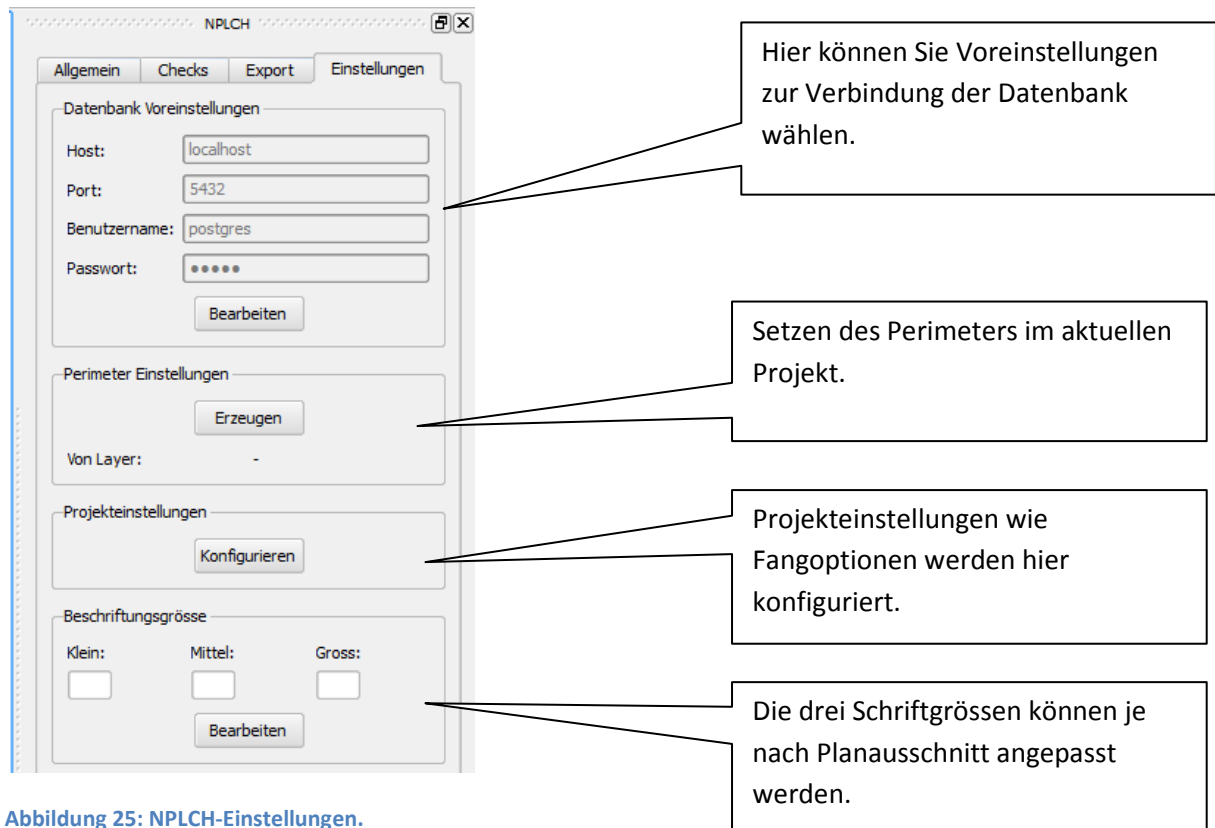 NPLCH
Allgemein Checks Export Einstellungen
Datenbank Voreinstellungen
Host: localhost
Port: 5432
Benutzername: postgres
Passwort: •••••
Bearbeiten
Hier können Sie Voreinstellungen
zur Verbindung der Datenbank
wählen.
Perimeter Einstellungen
Erzeugen
Von Layer: -
Setzen des Perimeters im aktuellen
Projekt.
Projekteinstellungen
Konfigurieren
Projekteinstellungen wie
Fangoptionen werden hier
konfiguriert.
Beschriftungsgrösse
Klein: Mittel: Gross:
Bearbeiten
Die drei Schriftgrössen können je
nach Planausschnitt angepasst
werden.
Abbildung 25: NPLCH-Einstellungen.